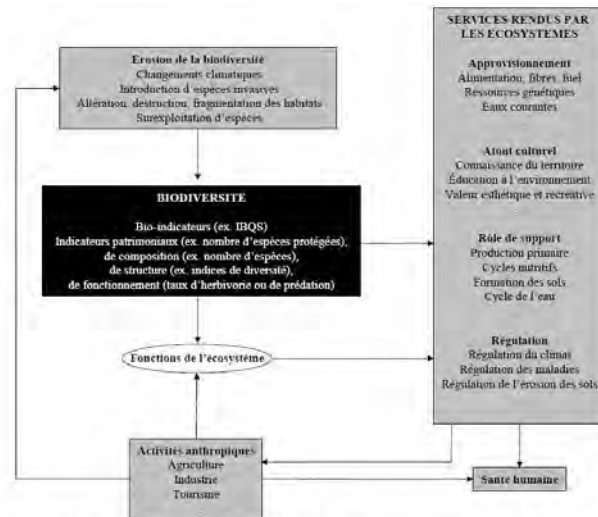 Erosion de la biodiversité
Changements climatiques
Introduction d'espèces invasives
Altération, destruction, fragmentation des habitats
Surexploitation d'espèces
BIODIVERSITE
Bio-indicateurs (ex. IBQS)
Indicateurs patrimoniaux (ex. nombre d'espèces protégées),
de composition (ex. nombre d'espèces),
de structure (ex. indices de diversité),
de fonctionnement (taux d'herbivorie ou de prédation)
Fonctions de l'écosystème
Activités anthropiques
Agriculture
Industrie
Tourisme
SERVICES RENDUS PAR
LES ECOSYSTEMES
Approvisionnement
Alimentation, fibres, fuel
Ressources génétiques
Eaux courantes
Atout culturel
Connaissance du territoire
Éducation à l'environnement
Valeur esthétique et récréative
Rôle de support
Production primaire
Cycles nutritifs
Formation des sols
Cycle de l'eau
Régulation
Régulation du climat
Régulation des maladies
Régulation de l'érosion des sols
Santé humaine